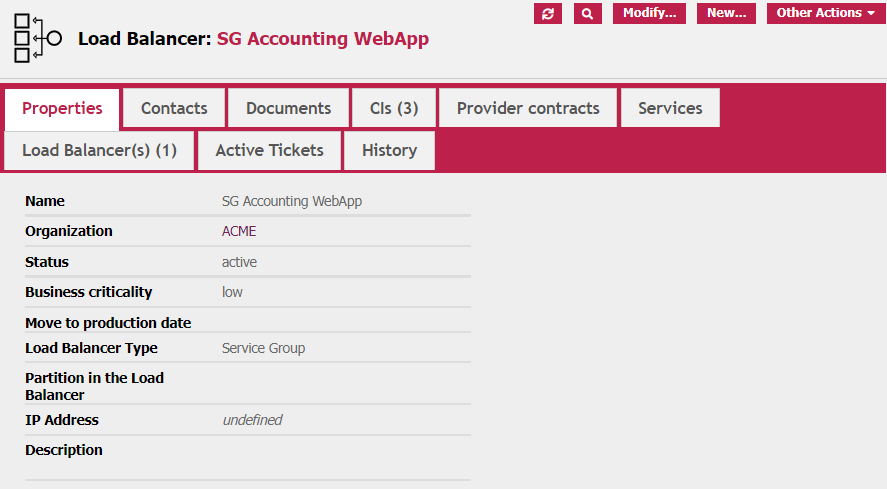 Load Balancer: SG Accounting WebApp
Modify... New... Other Actions
Properties Contacts Documents CIs (3) Provider contracts Services
Load Balancer(s) (1) Active Tickets History
Name SG Accounting WebApp
Organization ACME
Status active
Business criticality low
Move to production date
Load Balancer Type Service Group
Partition in the Load
Balancer
IP Address undefined
Description